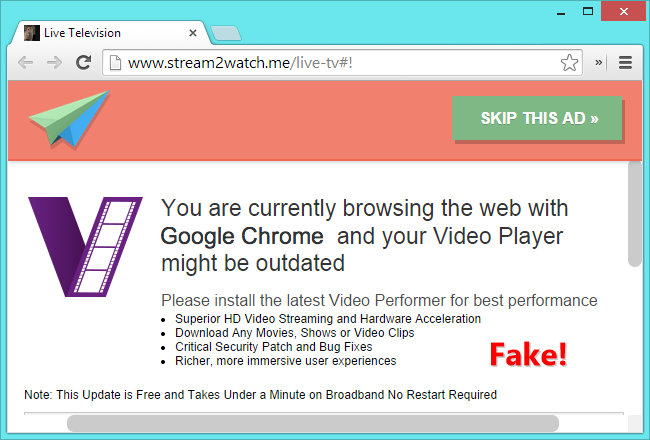 Live Television
www.stream2watch.me/live-tv#!
SKIP THIS AD »
You are currently browsing the web with
Google Chrome and your Video Player
might be outdated
Please install the latest Video Performer for best performance
• Superior HD Video Streaming and Hardware Acceleration
• Download Any Movies, Shows or Video Clips
• Critical Security Patch and Bug Fixes
• Richer, more immersive user experiences
Fake!
Note: This Update is Free and Takes Under a Minute on Broadband No Restart Required